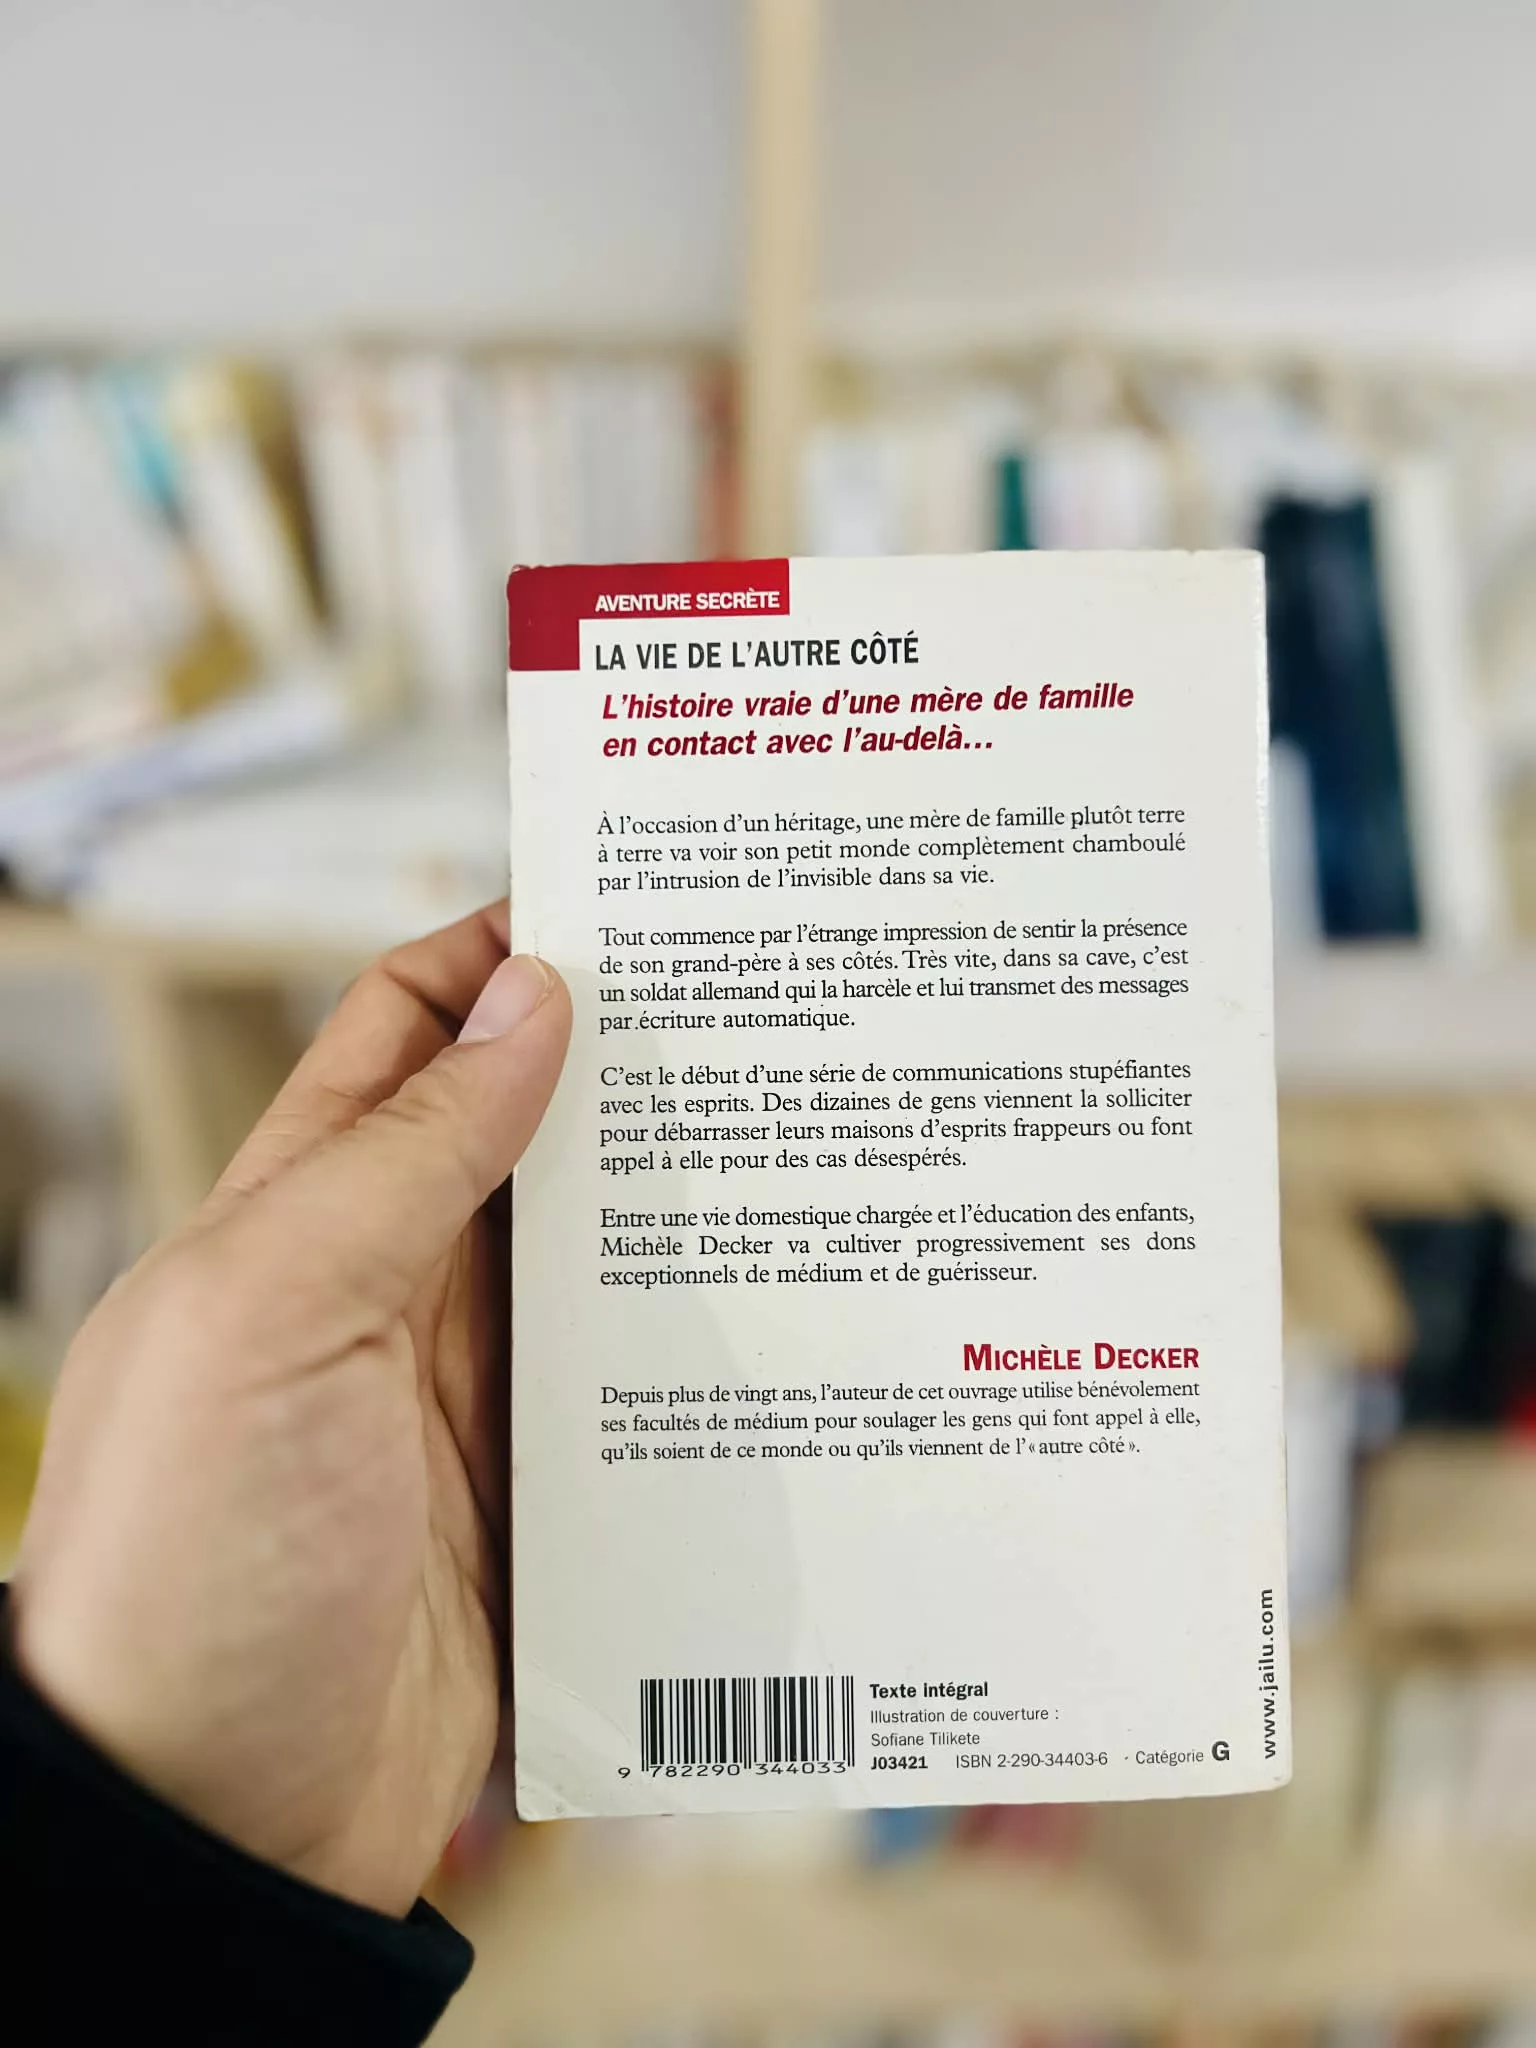 AVENTURE SECRÈTE
LA VIE DE L'AUTRE CÔTÉ
L'histoire vraie d'une mère de famille
en contact avec l'au-delà...
À l'occasion d'un héritage, une mère de famille plutôt terre
à terre va voir son petit monde complètement chamboulé
par l'intrusion de l'invisible dans sa vie.
Tout commence par l'étrange impression de sentir la présence
de son grand-père à ses côtés. Très vite, dans sa cave, c'est
un soldat allemand qui la harcèle et lui transmet des messages
par écriture automatique.
C'est le début d'une série de communications stupéfiantes
avec les esprits. Des dizaines de gens viennent la solliciter
pour débarrasser leurs maisons d'esprits frappeurs ou font
appel à elle pour des cas désespérés.
Entre une vie domestique chargée et l'éducation des enfants,
Michèle Decker va cultiver progressivement ses dons
exceptionnels de médium et de guérisseur.
MICHÈLE DECKER
Depuis plus de vingt ans, l'auteur de cet ouvrage utilise bénévolement
ses facultés de médium pour soulager les gens qui font appel à elle,
qu'ils soient de ce monde ou qu'ils viennent de l'« autre côté ».
Texte intégral
Illustration de couverture :
Sofiane Tilikete
J03421 ISBN 2-290-34403-6 · Catégorie G
9 782290 344033
www.jailu.com